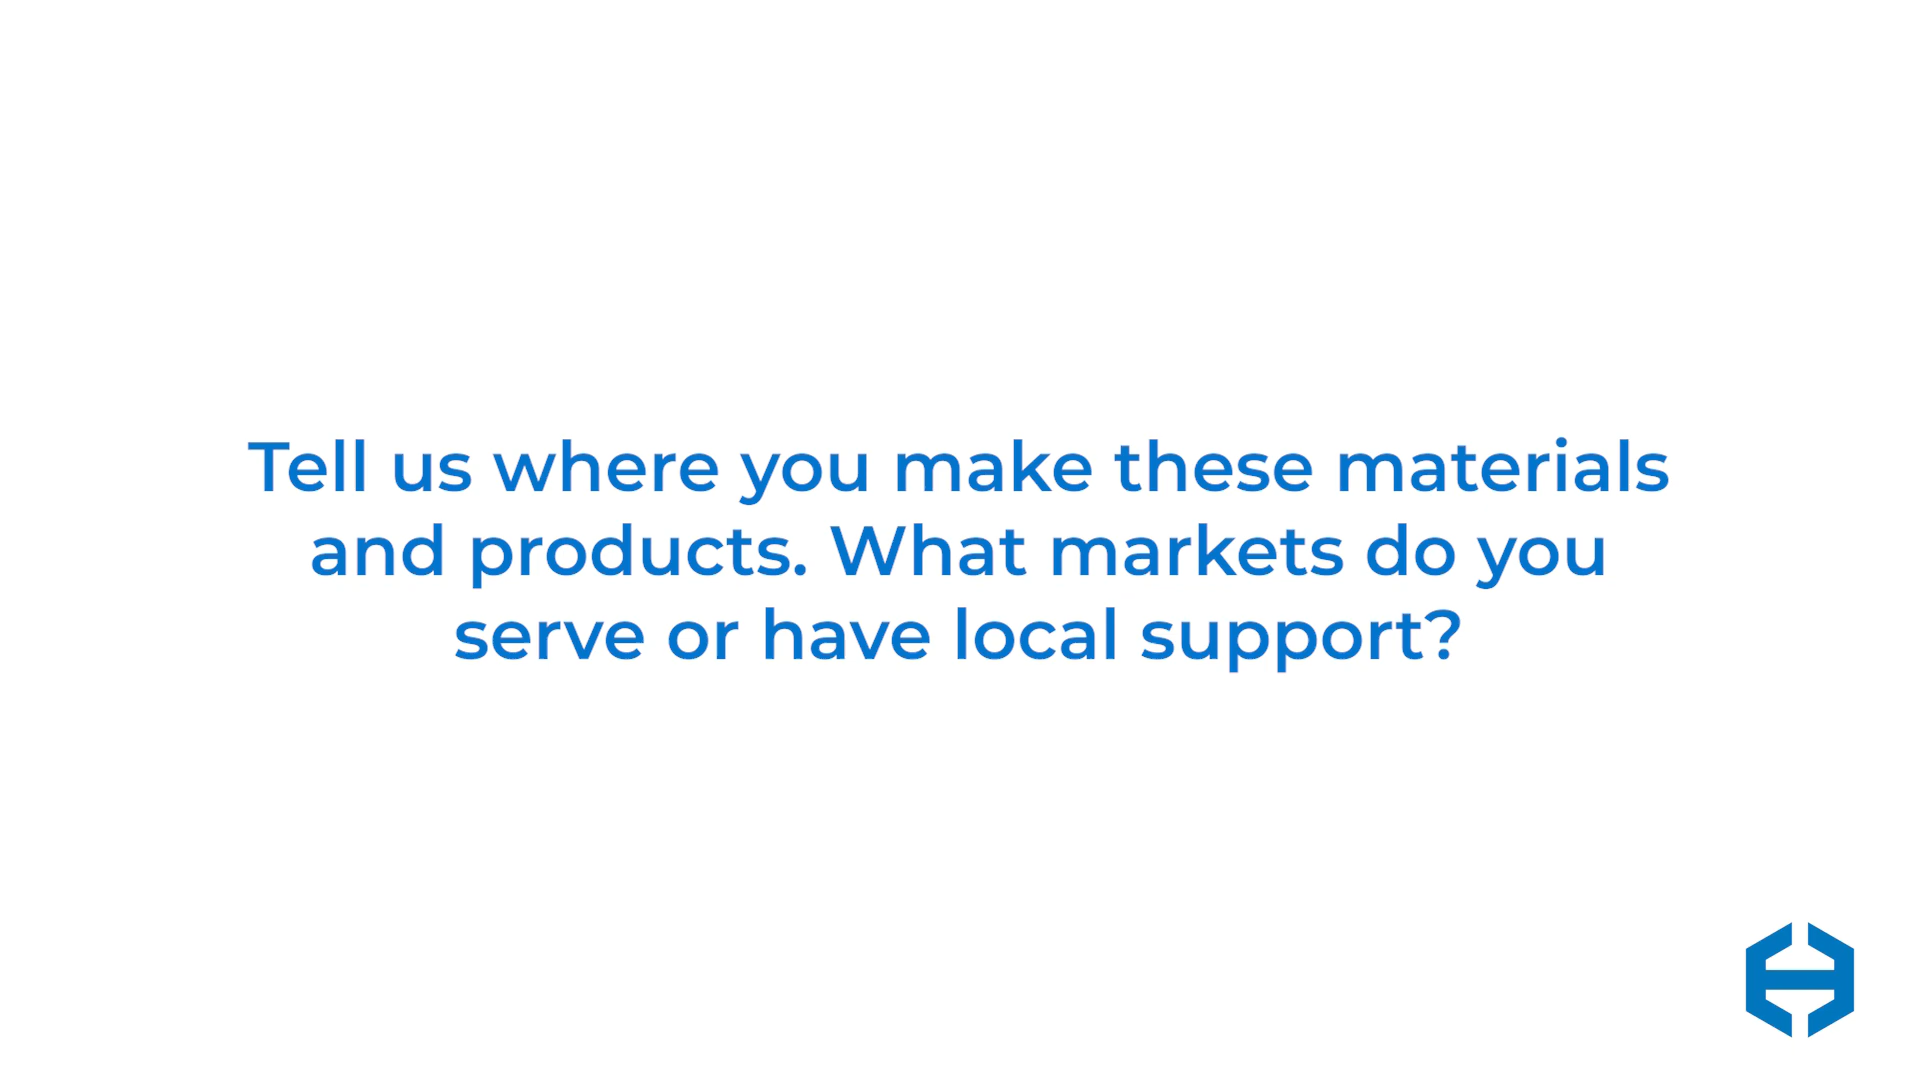 Tell us where you make these materials
and products. What markets do you
serve or have local support?